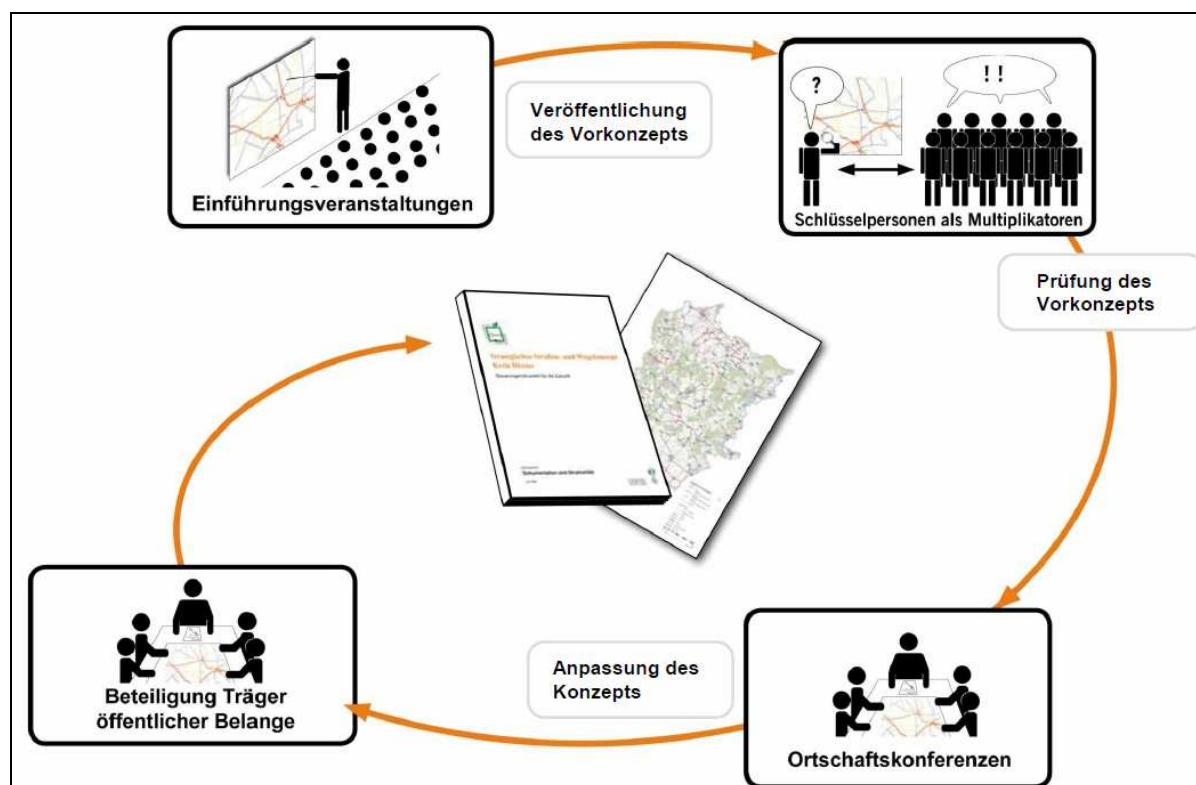 Einführungsveranstaltungen
Veröffentlichung
des Vorkonzepts
?
! !
Schlüsselpersonen als Multiplikatoren
Prüfung des
Vorkonzepts
Ortschaftskonferenzen
Anpassung des
Konzepts
Beteiligung Träger
öffentlicher Belange